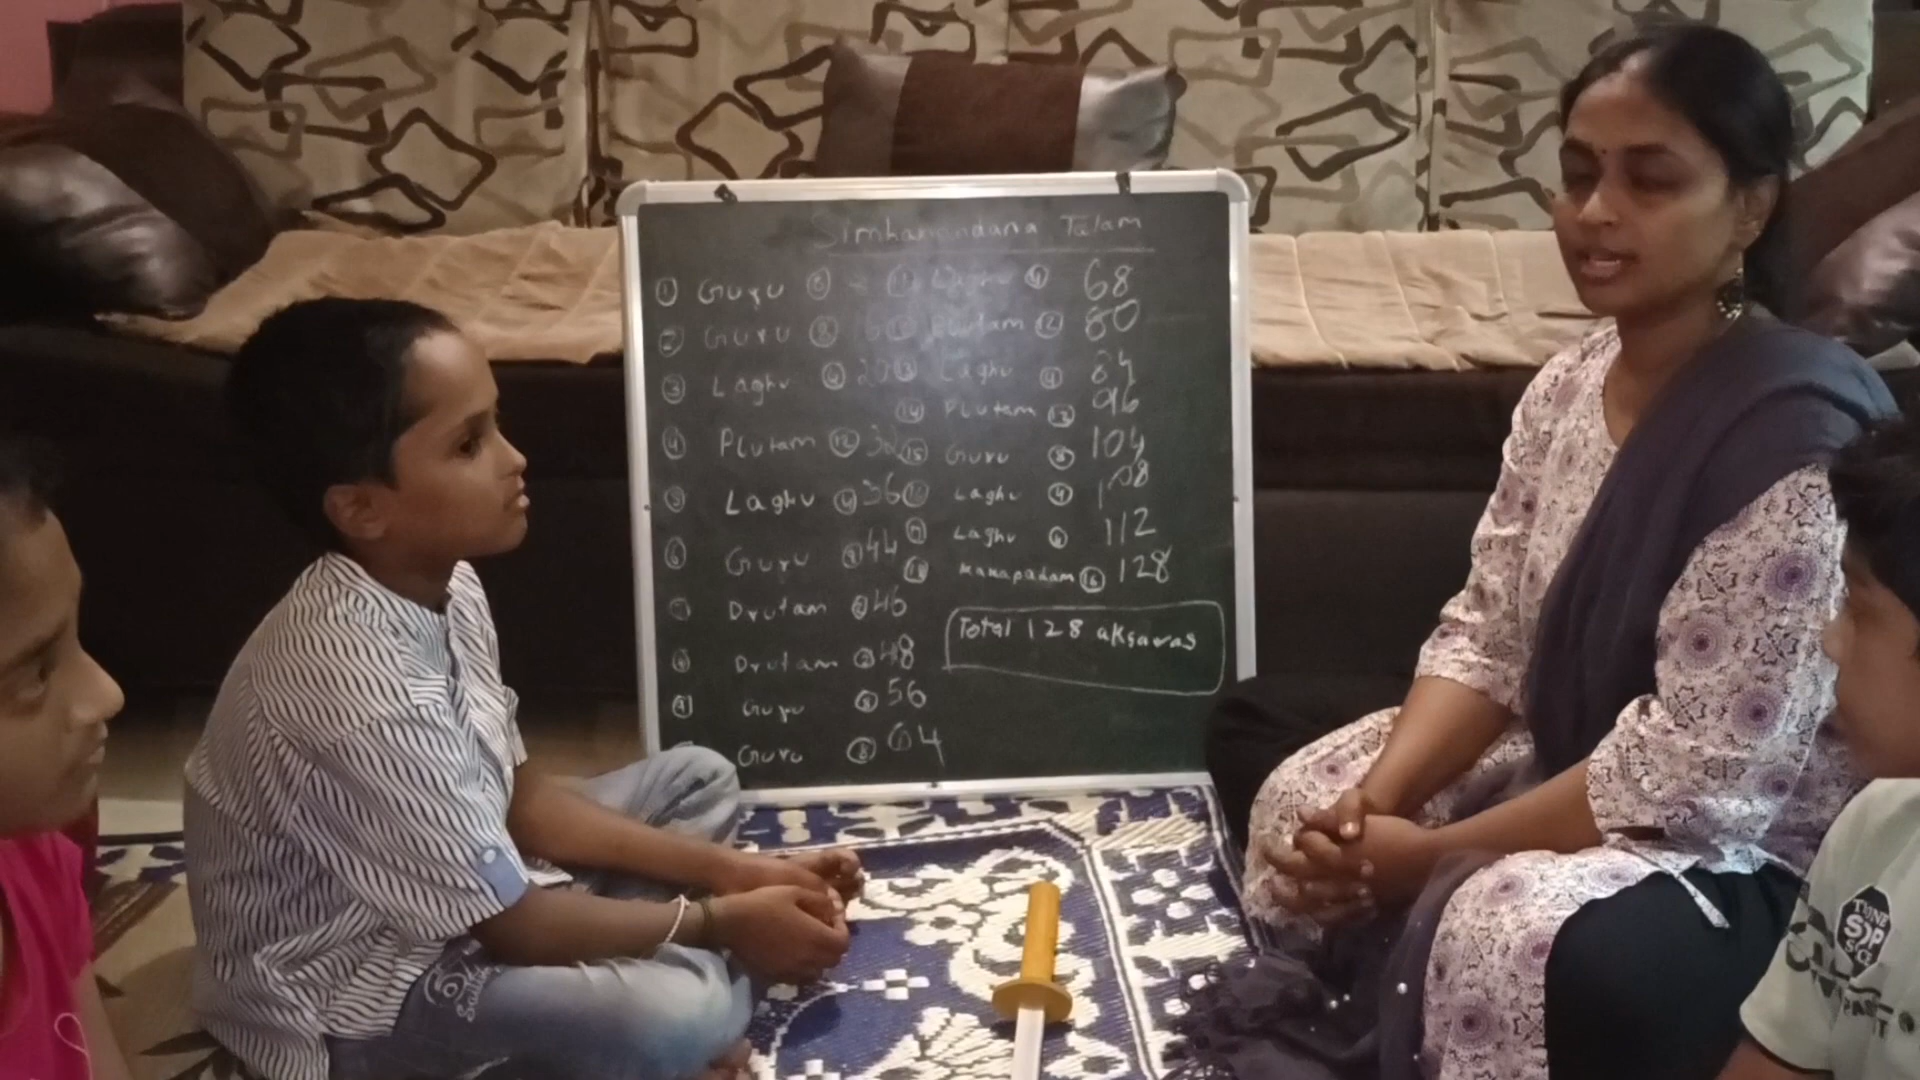 Simhanandana Talam
① Guru ⑧
② Guru ⑧ 16
③ Laghu ④ 20
④ Plutam ⑫ 32
⑤ Laghu ④ 36
⑥ Guru ⑧ 44
Drutam ② 46
Drutam ② 48
⑨ Guru ⑧ 56
Guru ⑧ 64
⑪ Laghu ④ 68
⑫ Plutam ⑫ 80
⑬ Laghu ④ 84
⑭ Plutam ⑫ 96
⑮ Guru ⑧ 104
⑯ Laghu ④ 108
⑰ Laghu ④ 112
⑱ Kakapadam ⑯ 128
Total 128 aksaras